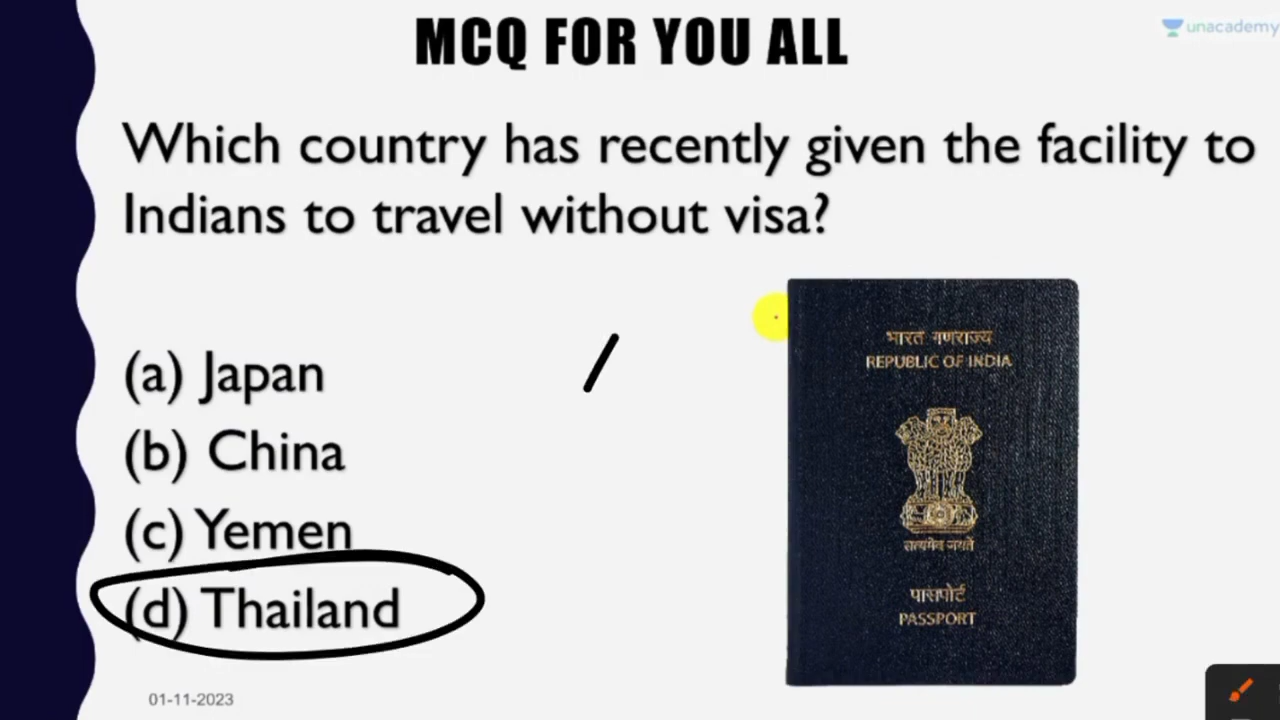 MCQ FOR YOU ALL
unacademy
Which country has recently given the facility to
Indians to travel without visa?
(a) Japan
(b) China
(c) Yemen
(d) Thailand
भारत गणराज्य
REPUBLIC OF INDIA
सत्यमेव जयते
पासपोर्ट
PASSPORT
01-11-2023